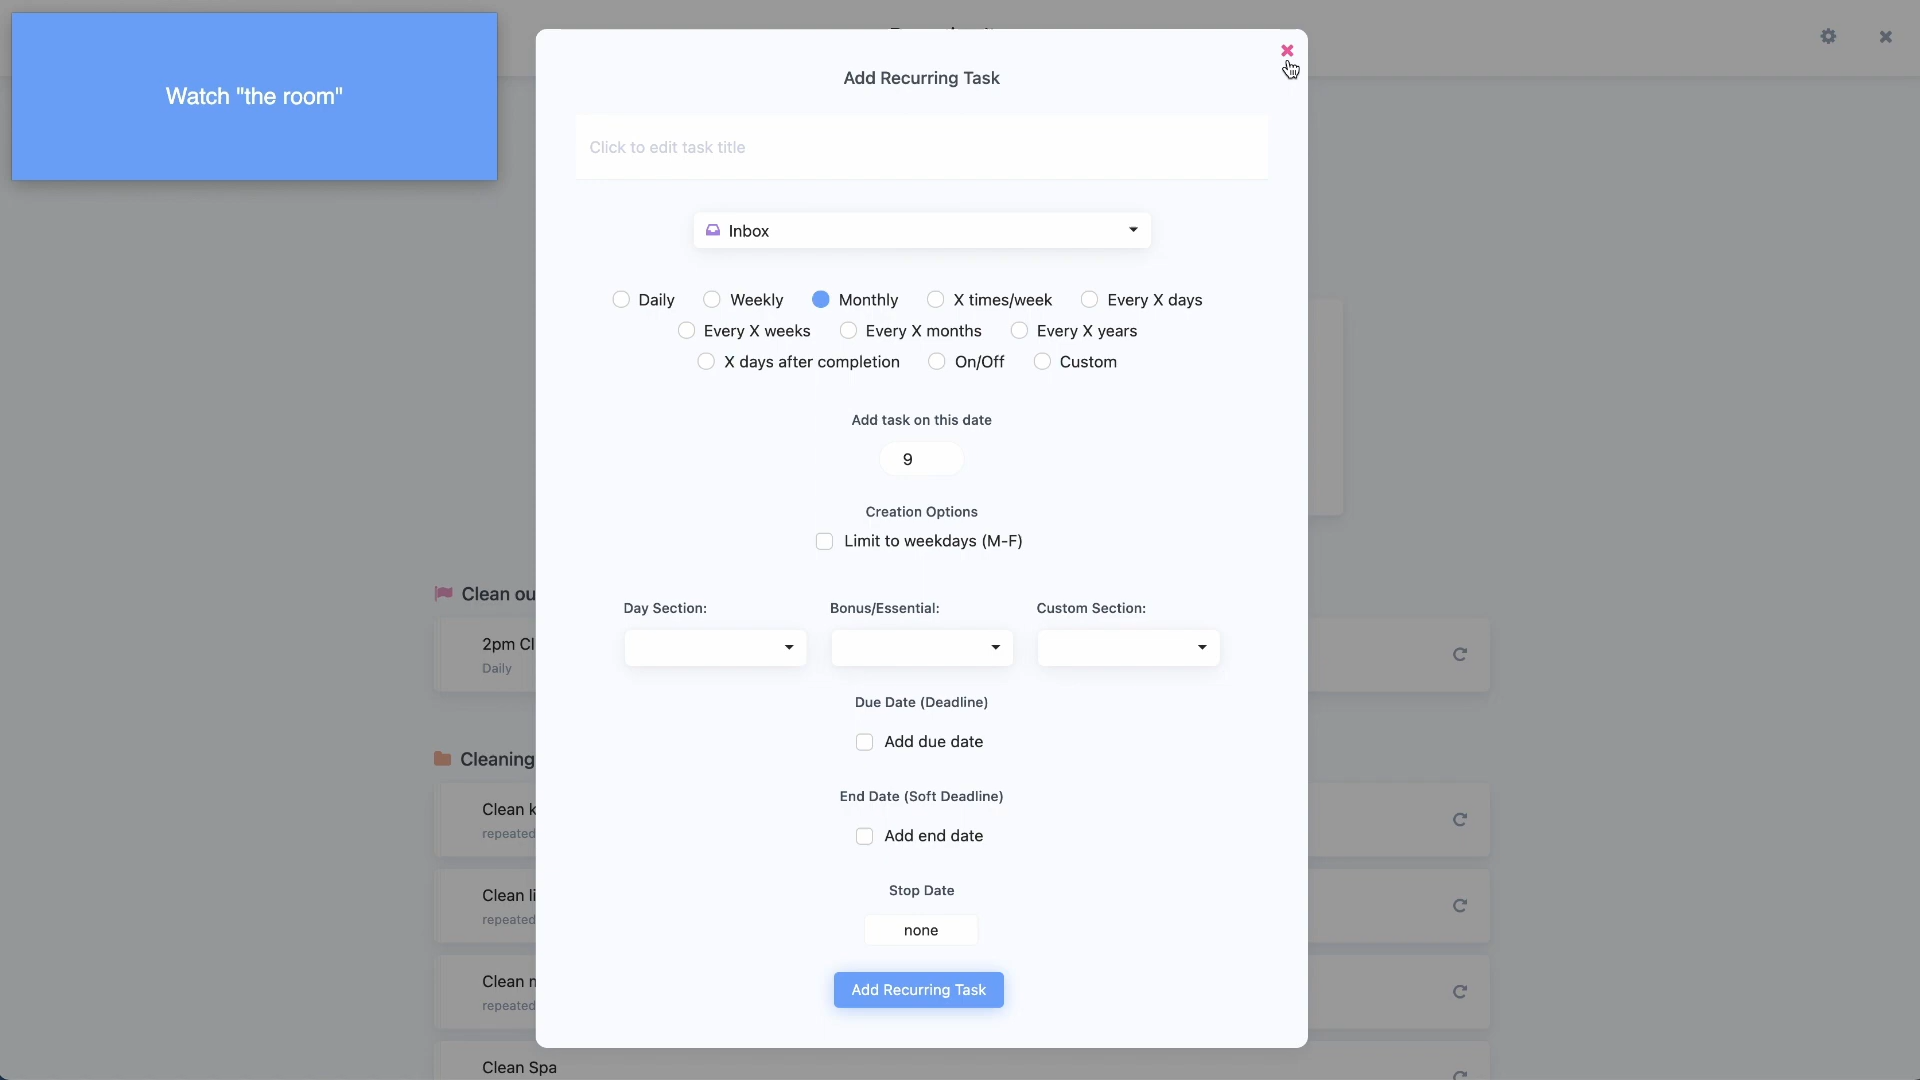 Watch "the room"
Add Recurring Task
Click to edit task title
Inbox
Daily Weekly Monthly X times/week Every X days
Every X weeks Every X months Every X years
X days after completion On/Off Custom
Add task on this date
9
Creation Options
Limit to weekdays (M-F)
Day Section: Bonus/Essential: Custom Section:
Due Date (Deadline)
Add due date
End Date (Soft Deadline)
Add end date
Stop Date
none
Add Recurring Task
Clean ou
2pm Cl
Daily
Cleaning
Clean k
repeated
Clean li
repeated
Clean n
repeated
Clean Spa